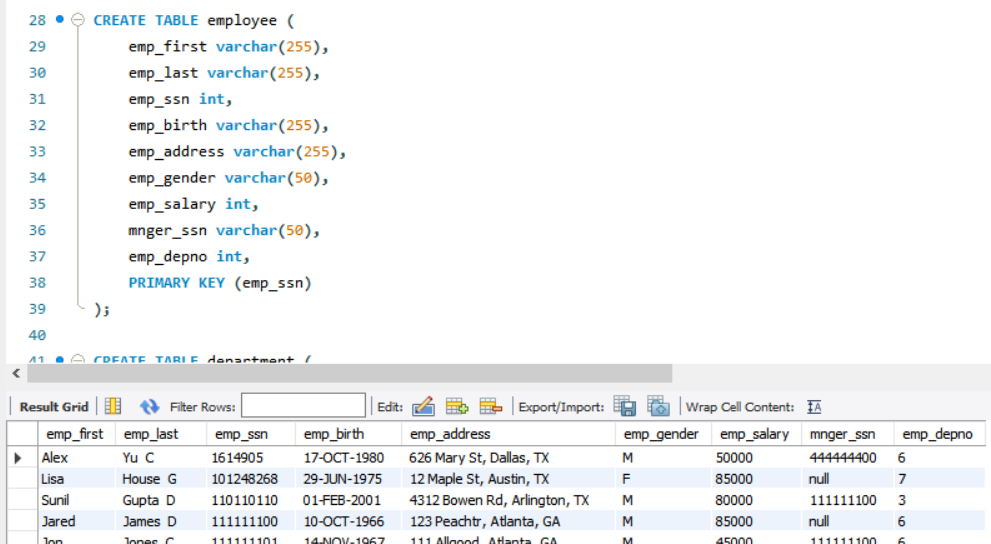 28 CREATE TABLE employee (
29 emp_first varchar(255),
30 emp_last varchar(255),
31 emp_ssn int,
32 emp_birth varchar(255),
33 emp_address varchar(255),
34 emp_gender varchar(50),
35 emp_salary int,
36 mnger_ssn varchar(50),
37 emp_depno int,
38 PRIMARY KEY (emp_ssn)
39 );
40
41 CREATE TABLE department (
Result Grid Filter Rows: Edit: Export/Import: Wrap Cell Content: IA
emp_first emp_last emp_ssn emp_birth emp_address emp_gender emp_salary mnger_ssn emp_depno
Alex Yu C 1614905 17-OCT-1980 626 Mary St, Dallas, TX M 50000 444444400 6
Lisa House G 101248268 29-JUN-1975 12 Maple St, Austin, TX F 85000 null 7
Sunil Gupta D 110110110 01-FEB-2001 4312 Bowen Rd, Arlington, TX M 80000 111111100 3
Jared James D 111111100 10-OCT-1966 123 Peachtr, Atlanta, GA M 85000 null 6
Jon Jones C 111111101 14-NOV-1967 111 Allgood, Atlanta, GA M 45000 111111100 6